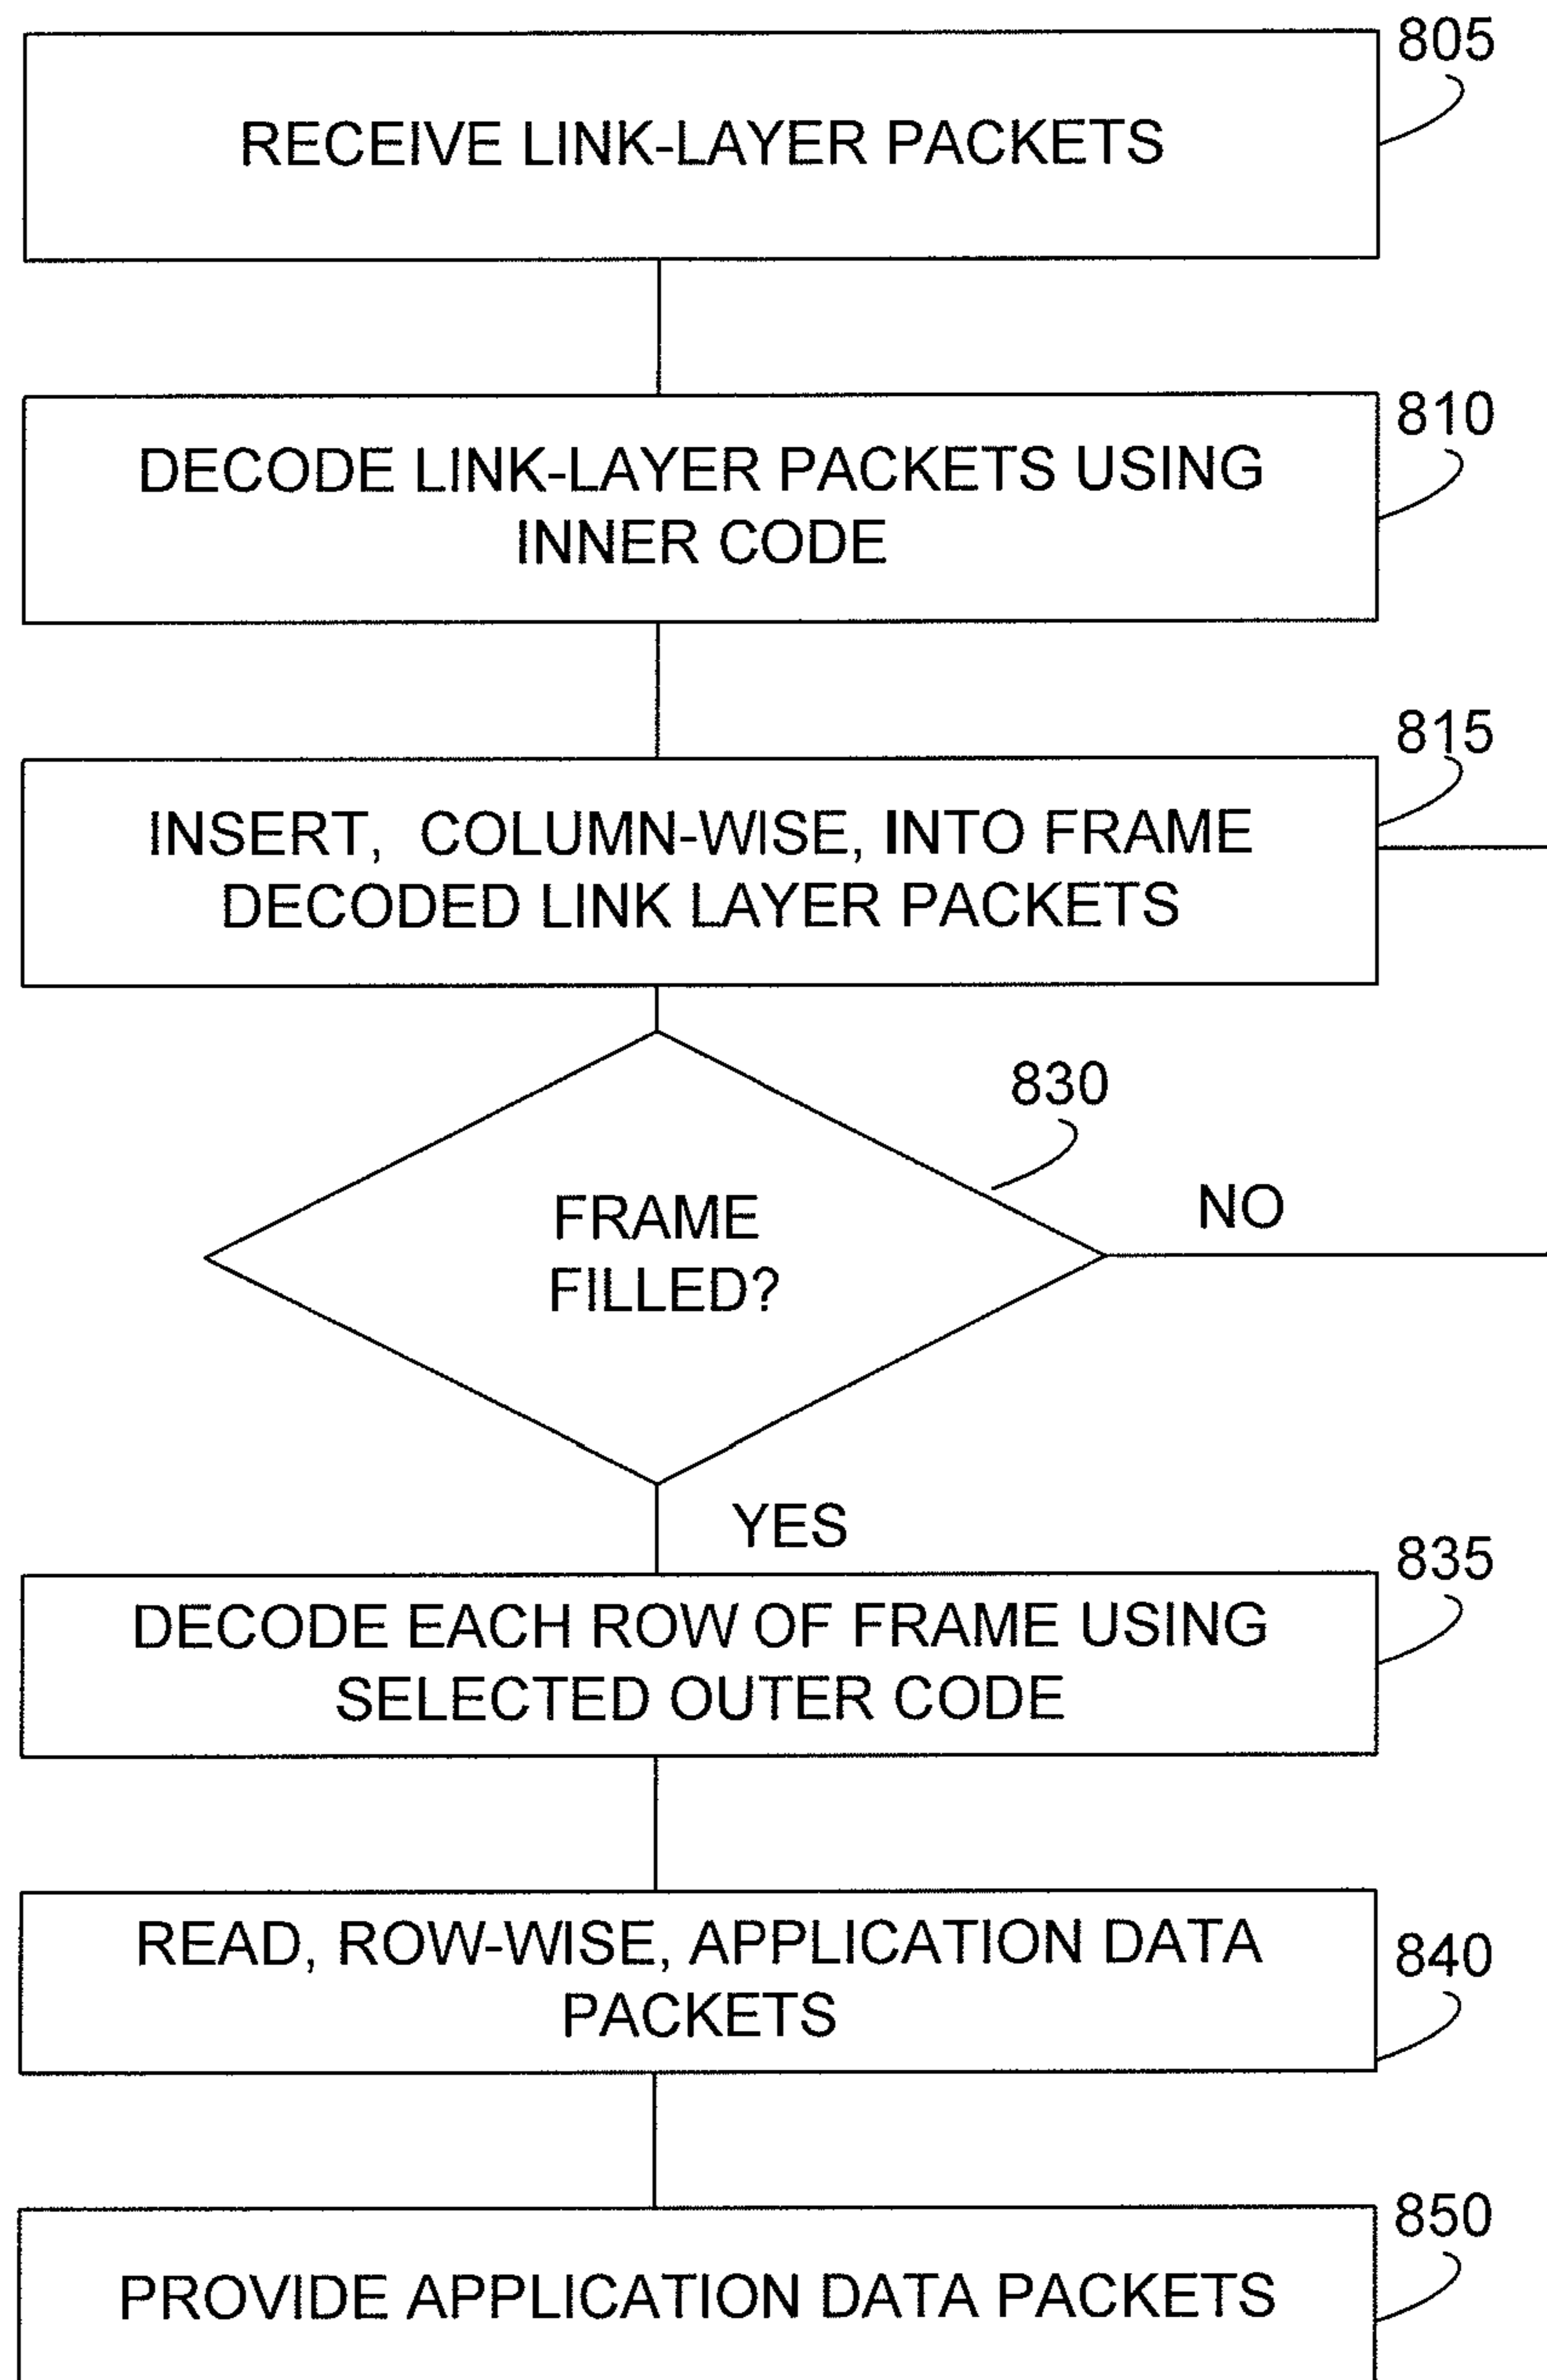 805
RECEIVE LINK-LAYER PACKETS
810
DECODE LINK-LAYER PACKETS USING
INNER CODE
815
INSERT, COLUMN-WISE, INTO FRAME
DECODED LINK LAYER PACKETS
830
FRAME
FILLED?
NO
YES
835
DECODE EACH ROW OF FRAME USING
SELECTED OUTER CODE
READ, ROW-WISE, APPLICATION DATA
PACKETS
840
850
PROVIDE APPLICATION DATA PACKETS